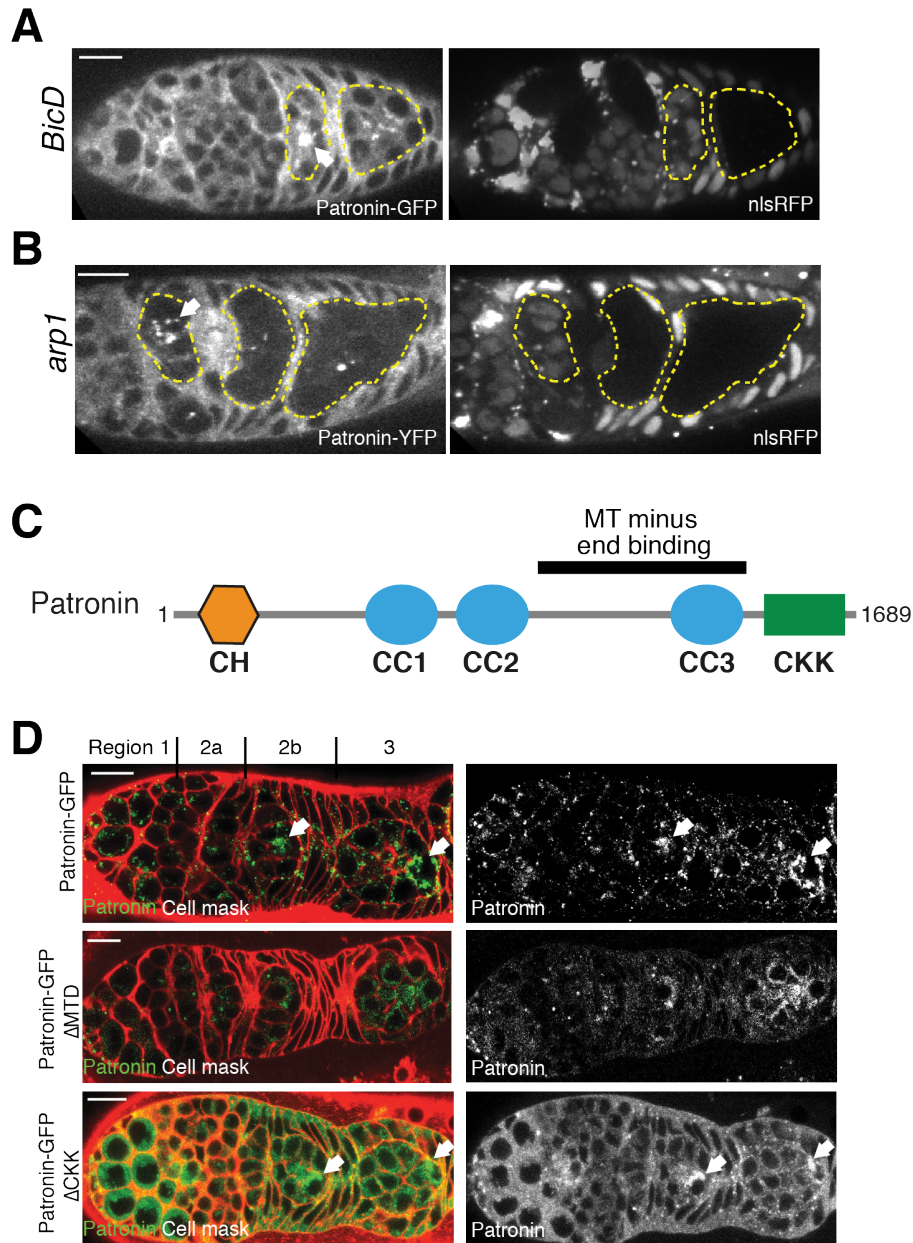 A
BicD
Patronin-GFP
nlsRFP
B
arp1
Patronin-YFP
nlsRFP
C
MT minus
end binding
Patronin
1
1689
CH
CC1
CC2
CC3
CKK
D
Region 1
2a
2b
3
Patronin-GFP
Patronin Cell mask
Patronin
Patronin-GFP
ΔMTD
Patronin Cell mask
Patronin
Patronin-GFP
ΔCKK
Patronin Cell mask
Patronin